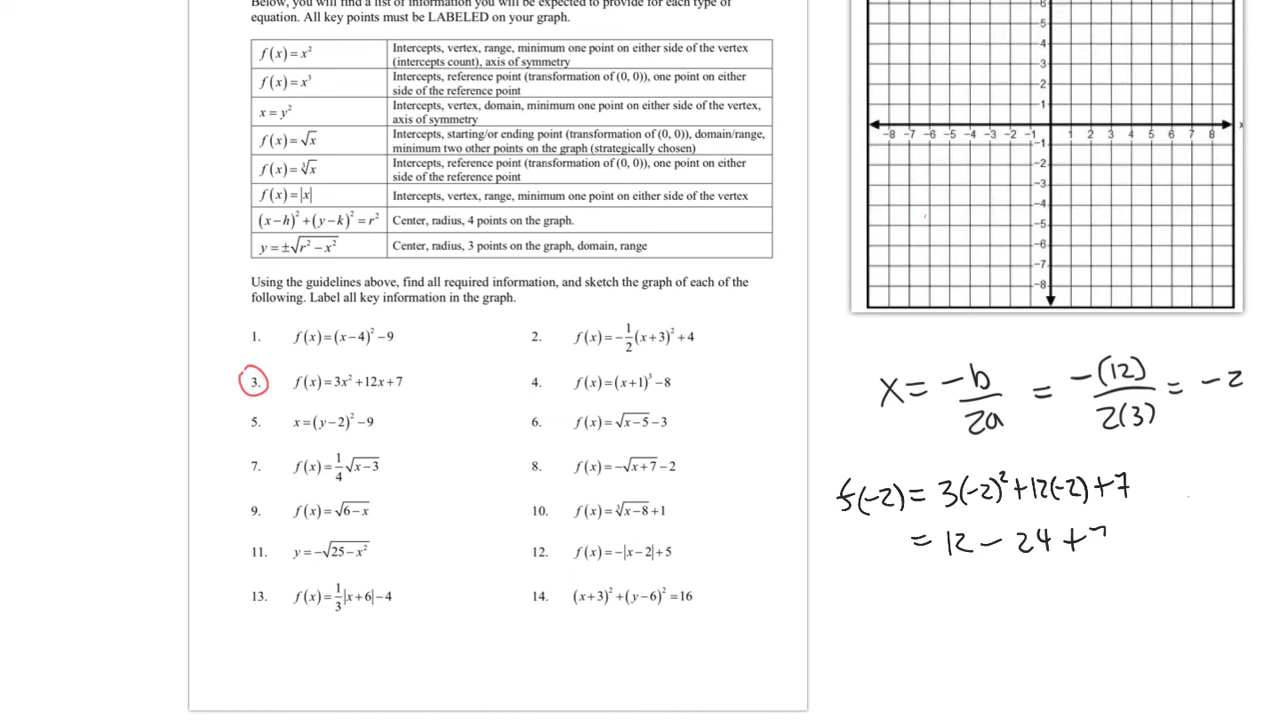 Below, you will find a list of information you will be expected to provide for each type of
equation. All key points must be LABELED on your graph.
f(x)=x² Intercepts, vertex, range, minimum one point on either side of the vertex
(intercepts count), axis of symmetry
f(x)=x³ Intercepts, reference point (transformation of (0, 0)), one point on either
side of the reference point
x=y² Intercepts, vertex, domain, minimum one point on either side of the vertex,
axis of symmetry
f(x)=√x Intercepts, starting/or ending point (transformation of (0, 0)), domain/range,
minimum two other points on the graph (strategically chosen)
f(x)=∛x Intercepts, reference point (transformation of (0, 0)), one point on either
side of the reference point
f(x)=|x| Intercepts, vertex, range, minimum one point on either side of the vertex
(x−h)²+(y−k)²=r² Center, radius, 4 points on the graph.
y=±√(r²−x²) Center, radius, 3 points on the graph, domain, range
Using the guidelines above, find all required information, and sketch the graph of each of the
following. Label all key information in the graph.
1. f(x)=(x−4)²−9
2. f(x)=−1/2(x+3)²+4
3. f(x)=3x²+12x+7
4. f(x)=(x+1)³−8
5. x=(y−2)²−9
6. f(x)=√(x−5)−3
7. f(x)=1/4√(x−3)
8. f(x)=−√(x+7)−2
9. f(x)=√(6−x)
10. f(x)=∛(x−8)+1
11. y=−√(25−x²)
12. f(x)=−|x−2|+5
13. f(x)=1/3|x+6|−4
14. (x+3)²+(y−6)²=16
6
5
4
3
2
1
−8 −7 −6 −5 −4 −3 −2 −1 1 2 3 4 5 6 7 8 x
−1
−2
−3
−4
−5
−6
−7
−8
x = −b/2a = −(12)/2(3) = −2
f(−2) = 3(−2)²+12(−2)+7
= 12 − 24 + 7